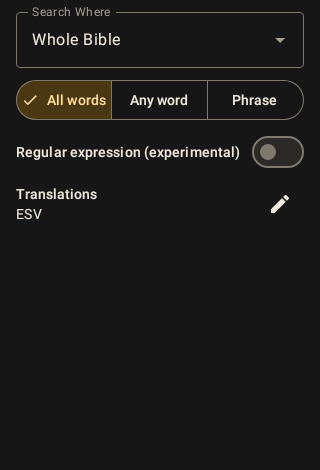 Search Where
Whole Bible
All words
Any word
Phrase
Regular expression (experimental)
Translations
ESV